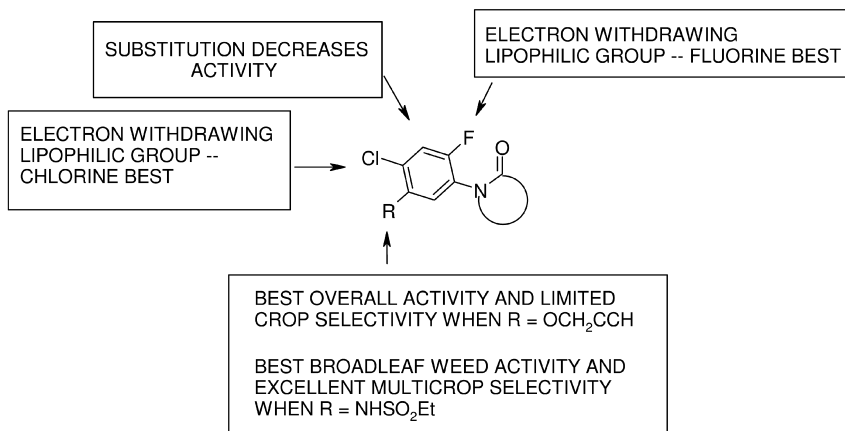 SUBSTITUTION DECREASES
ACTIVITY
ELECTRON WITHDRAWING
LIPOPHILIC GROUP -- FLUORINE BEST
ELECTRON WITHDRAWING
LIPOPHILIC GROUP --
CHLORINE BEST
Cl
F
O
N
R
BEST OVERALL ACTIVITY AND LIMITED
CROP SELECTIVITY WHEN R = OCH₂CCH
BEST BROADLEAF WEED ACTIVITY AND
EXCELLENT MULTICROP SELECTIVITY
WHEN R = NHSO₂Et